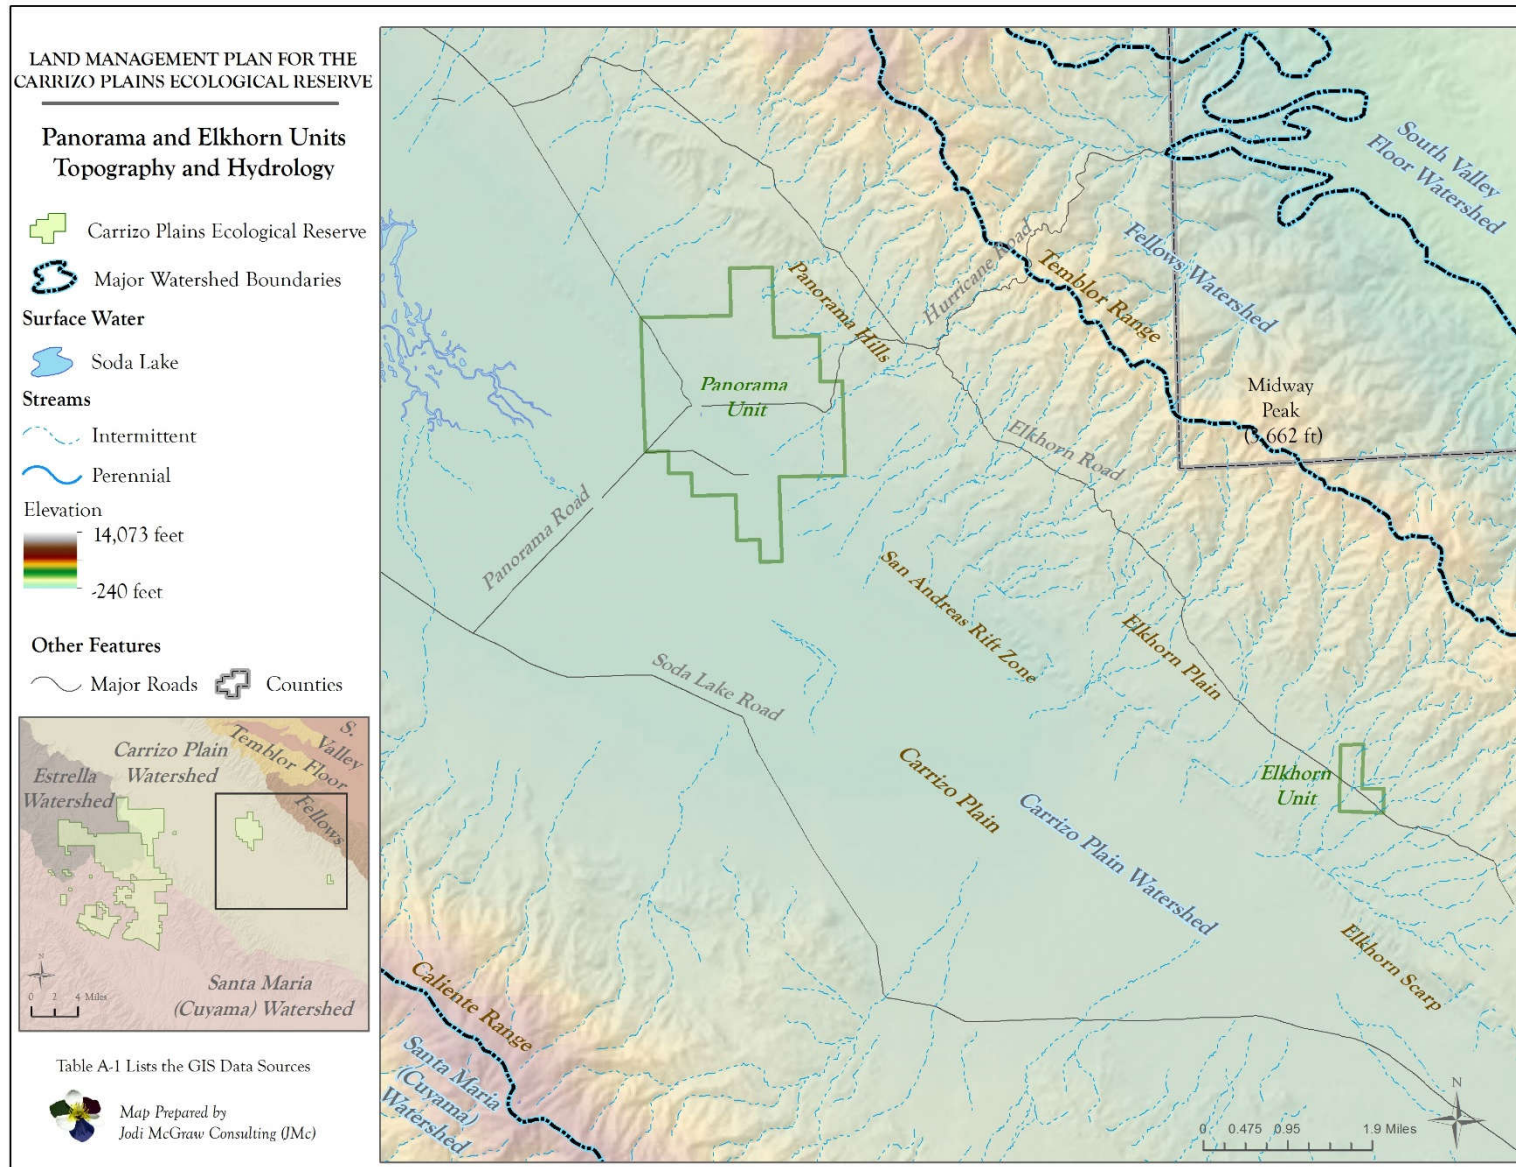 LAND MANAGEMENT PLAN FOR THE
CARRIZO PLAINS ECOLOGICAL RESERVE
Panorama and Elkhorn Units
Topography and Hydrology
Carrizo Plains Ecological Reserve
Major Watershed Boundaries
Surface Water
Soda Lake
Streams
Intermittent
Perennial
Elevation
14,073 feet
-240 feet
Other Features
Major Roads
Counties
S.
Valley
Floor
Temblor
Fellows
Carrizo Plain
Watershed
Estrella
Watershed
Santa Maria
(Cuyama) Watershed
N
0 2 4 Miles
Table A-1 Lists the GIS Data Sources
Map Prepared by
Jodi McGraw Consulting (JMc)
South Valley
Floor Watershed
Fellows Watershed
Temblor Range
Hurricane Road
Panorama Hills
Panorama
Unit
Midway
Peak
(3,662 ft)
Elkhorn Road
Panorama Road
San Andreas Rift Zone
Elkhorn Plain
Soda Lake Road
Carrizo Plain
Elkhorn
Unit
Carrizo Plain Watershed
Elkhorn Scarp
Caliente Range
Santa Maria
(Cuyama)
Watershed
N
0 0.475 0.95 1.9 Miles